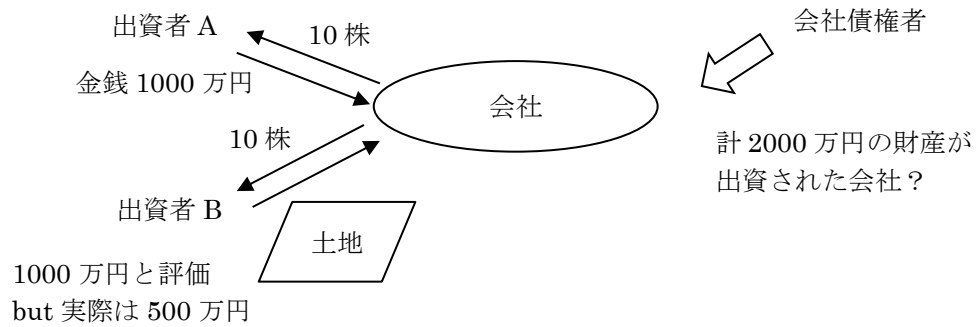 出資者 A
10 株
金銭 1000 万円
会社
会社債権者
10 株
計 2000 万円の財産が
出資された会社？
出資者 B
土地
1000 万円と評価
but 実際は 500 万円